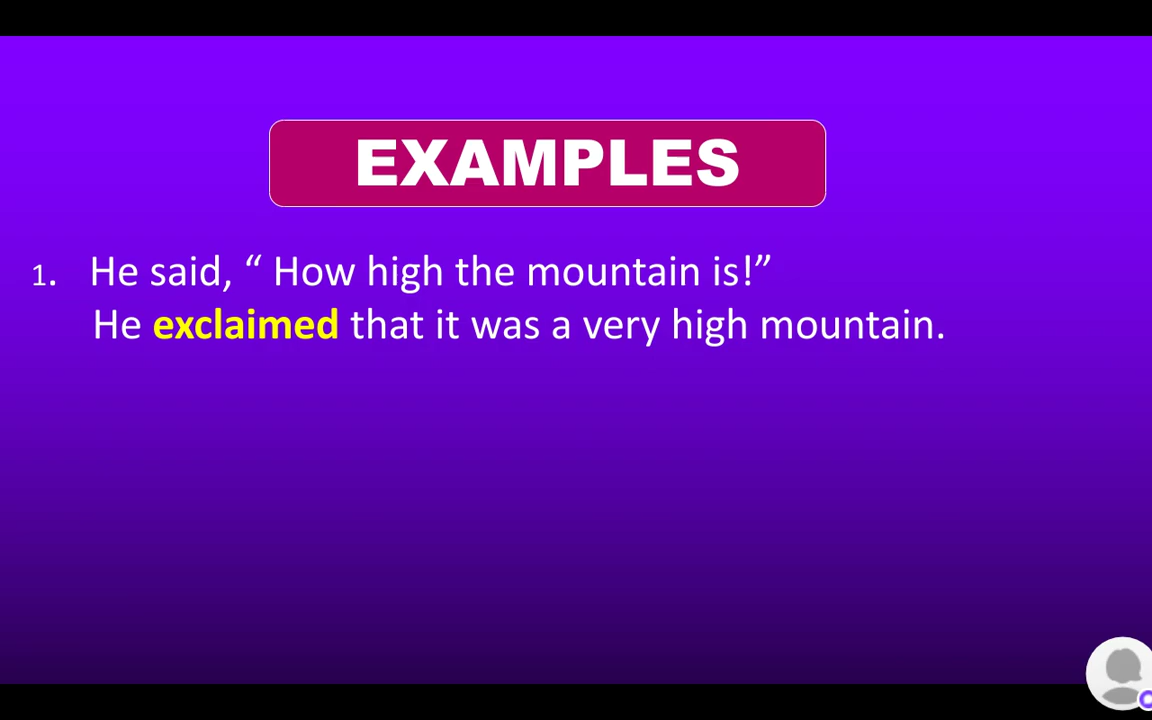 EXAMPLES
1. He said, “ How high the mountain is!”
He exclaimed that it was a very high mountain.